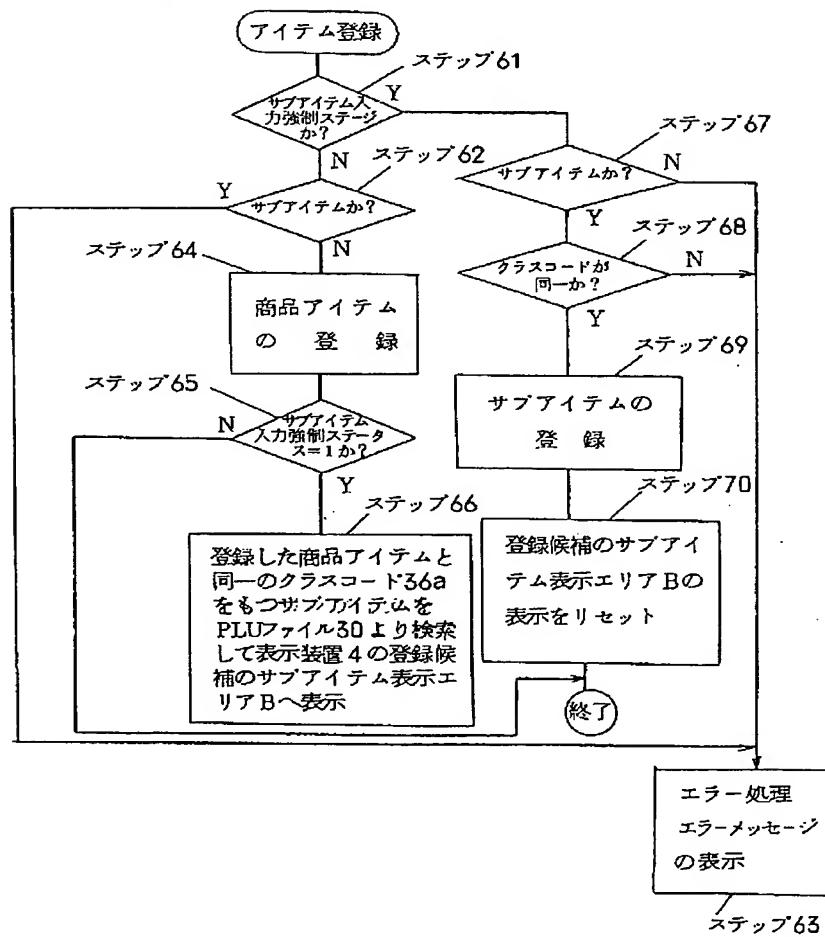 アイテム登録
ステップ61
サブアイテム入
力強制ステージ
か?
Y
N
ステップ62
サブアイテムか?
Y
N
ステップ64
商品アイテム
の登録
ステップ65
サブアイテム
入力強制ステータ
ス=1か?
N
Y
ステップ66
登録した商品アイテムと
同一のクラスコード36a
をもつサブアイテムを
PLUファイル30より検索
して表示装置4の登録候
補のサブアイテム表示エ
リアBへ表示
ステップ67
サブアイテムか?
N
Y
ステップ68
クラスコードが
同一か?
N
Y
ステップ69
サブアイテムの
登録
ステップ70
登録候補のサブアイ
テム表示エリアBの
表示をリセット
終了
エラー処理
エラーメッセージ
の表示
ステップ63